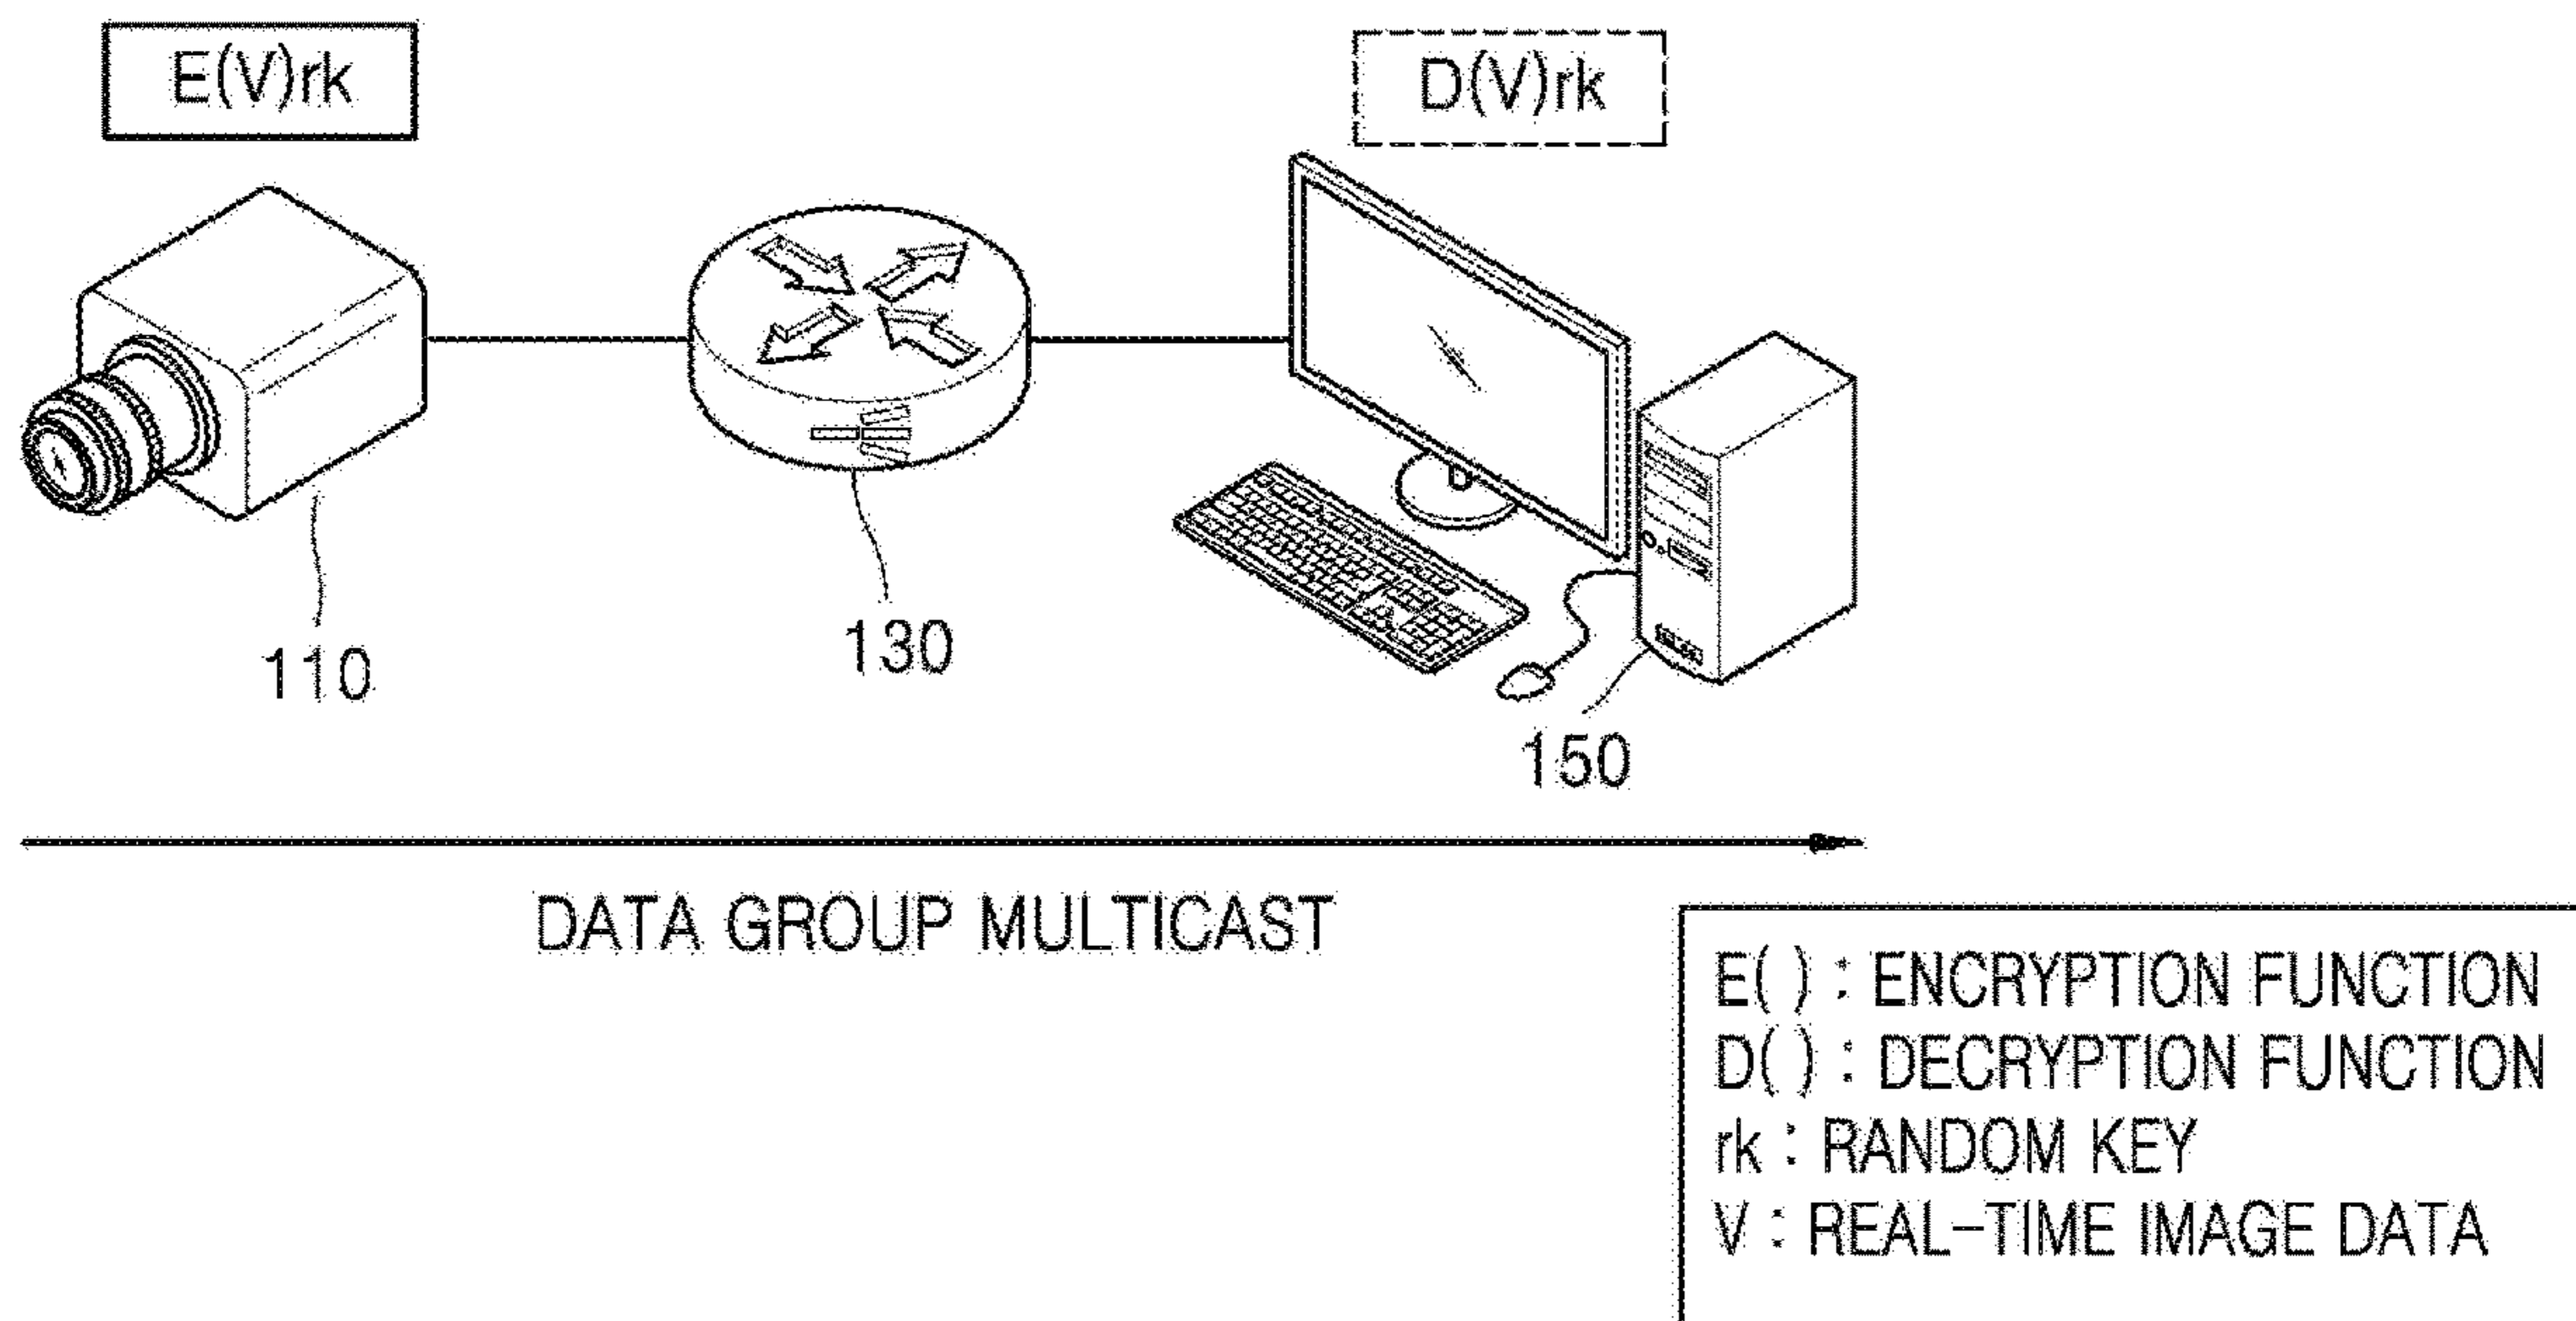 E(V)rk
D(V)rk
110
130
150
DATA GROUP MULTICAST
E( ) : ENCRYPTION FUNCTION
D( ) : DECRYPTION FUNCTION
rk : RANDOM KEY
V : REAL-TIME IMAGE DATA